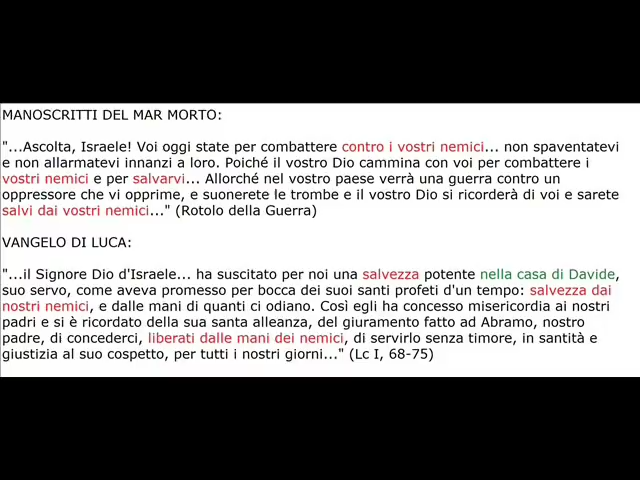 MANOSCRITTI DEL MAR MORTO:
"...Ascolta, Israele! Voi oggi state per combattere contro i vostri nemici... non spaventatevi
e non allarmatevi innanzi a loro. Poiché il vostro Dio cammina con voi per combattere i
vostri nemici e per salvarvi... Allorché nel vostro paese verrà una guerra contro un
oppressore che vi opprime, e suonerete le trombe e il vostro Dio si ricorderà di voi e sarete
salvi dai vostri nemici..." (Rotolo della Guerra)
VANGELO DI LUCA:
"...il Signore Dio d'Israele... ha suscitato per noi una salvezza potente nella casa di Davide,
suo servo, come aveva promesso per bocca dei suoi santi profeti d'un tempo: salvezza dai
nostri nemici, e dalle mani di quanti ci odiano. Così egli ha concesso misericordia ai nostri
padri e si è ricordato della sua santa alleanza, del giuramento fatto ad Abramo, nostro
padre, di concederci, liberati dalle mani dei nemici, di servirlo senza timore, in santità e
giustizia al suo cospetto, per tutti i nostri giorni..." (Lc I, 68-75)